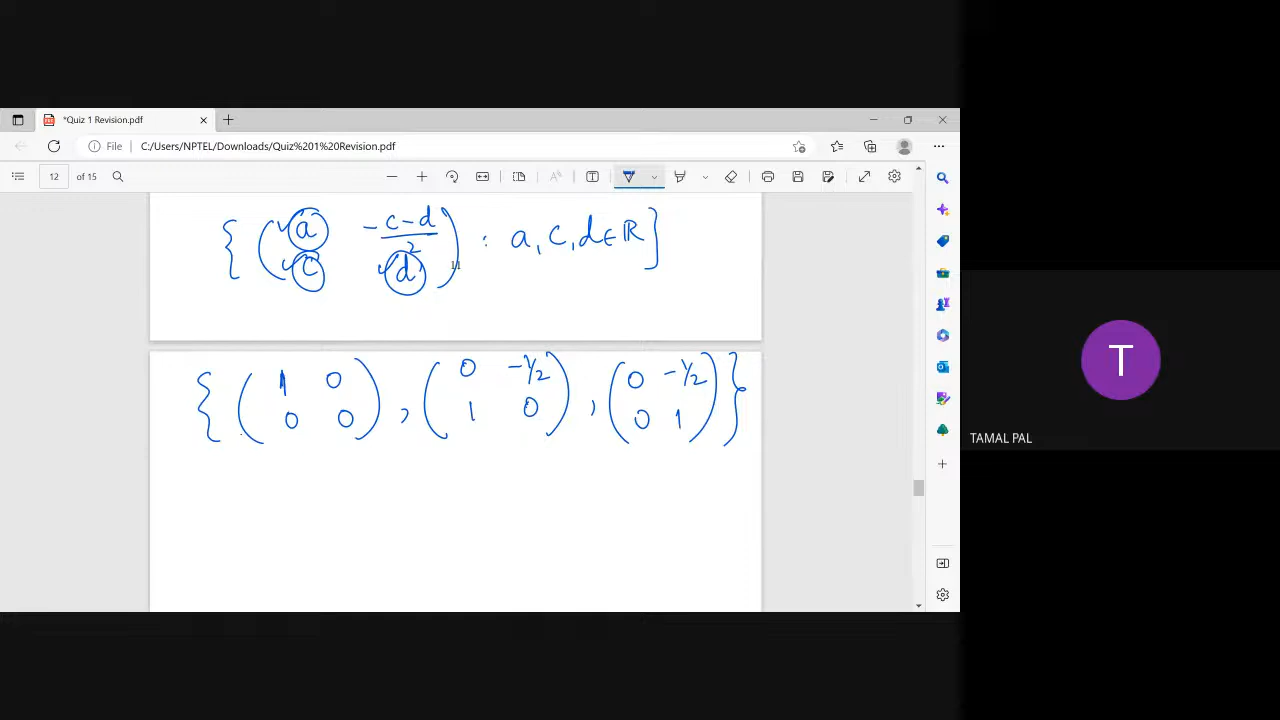 *Quiz 1 Revision.pdf
File C:/Users/NPTEL/Downloads/Quiz%201%20Revision.pdf
12 of 15
{ ( a (-c-d)/2 ; c d ) : a, c, d ∈ ℝ }
11
{ ( 1 0 ; 0 0 ), ( 0 -1/2 ; 1 0 ), ( 0 -1/2 ; 0 1 ) }
T
TAMAL PAL